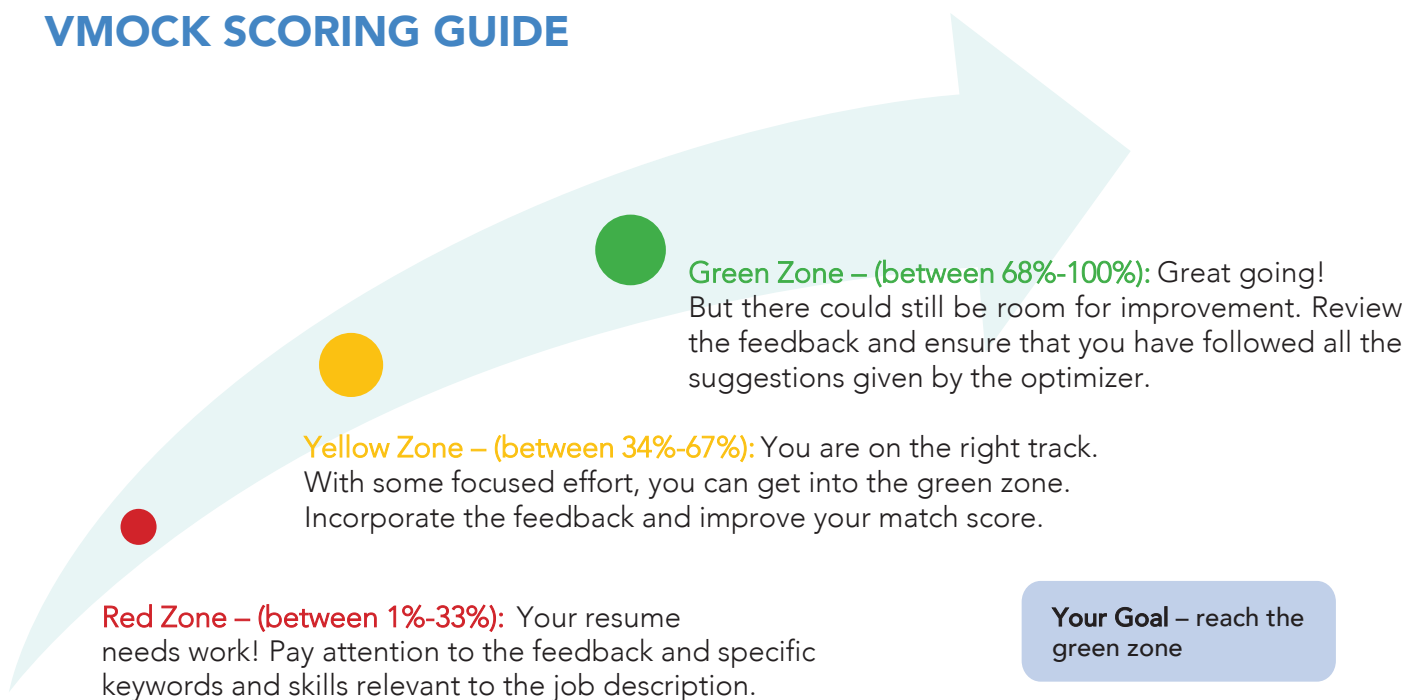 VMOCK SCORING GUIDE
Green Zone – (between 68%-100%): Great going!
But there could still be room for improvement. Review
the feedback and ensure that you have followed all the
suggestions given by the optimizer.
Yellow Zone – (between 34%-67%): You are on the right track.
With some focused effort, you can get into the green zone.
Incorporate the feedback and improve your match score.
Red Zone – (between 1%-33%): Your resume
needs work! Pay attention to the feedback and specific
keywords and skills relevant to the job description.
Your Goal – reach the
green zone